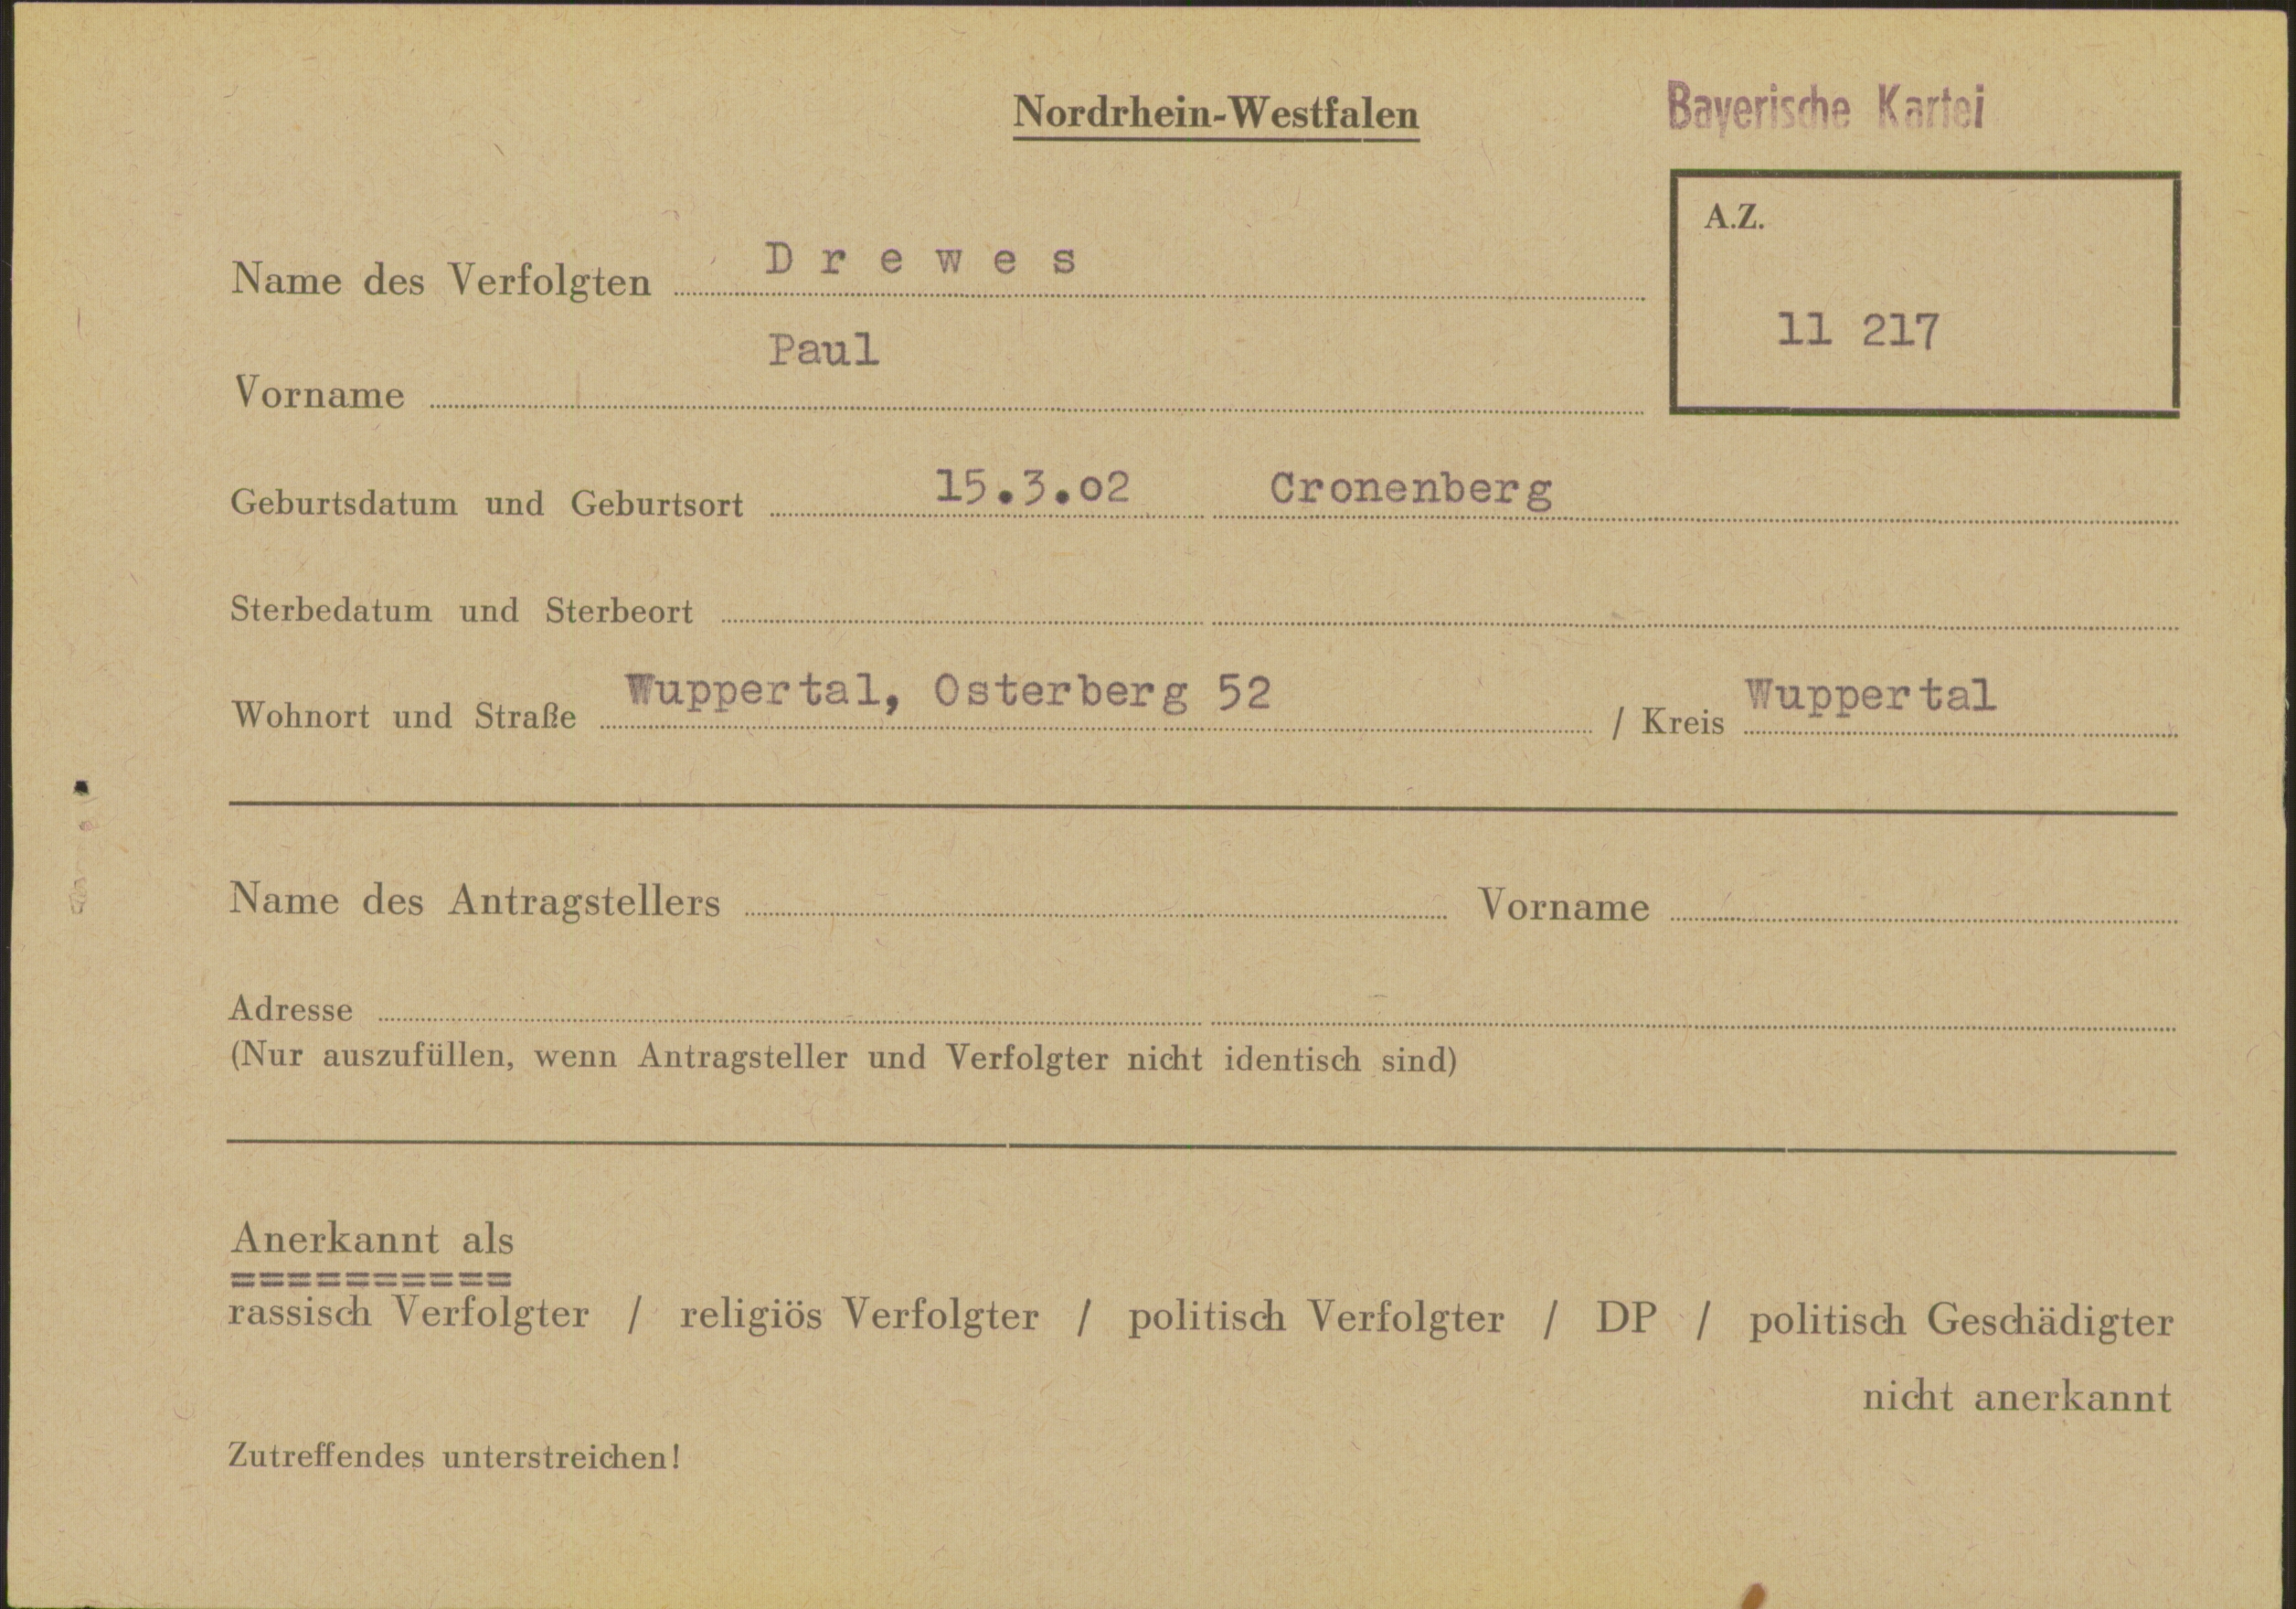 Nordrhein-Westfalen
Bayerische Kartei
A.Z.
11 217
Name des Verfolgten D r e w e s
Vorname Paul
Geburtsdatum und Geburtsort 15.3.02 Cronenberg
Sterbedatum und Sterbeort
Wohnort und Straße Wuppertal, Osterberg 52 / Kreis Wuppertal
Name des Antragstellers Vorname
Adresse
(Nur auszufüllen, wenn Antragsteller und Verfolgter nicht identisch sind)
Anerkannt als
==========
rassisch Verfolgter / religiös Verfolgter / politisch Verfolgter / DP / politisch Geschädigter
nicht anerkannt
Zutreffendes unterstreichen!